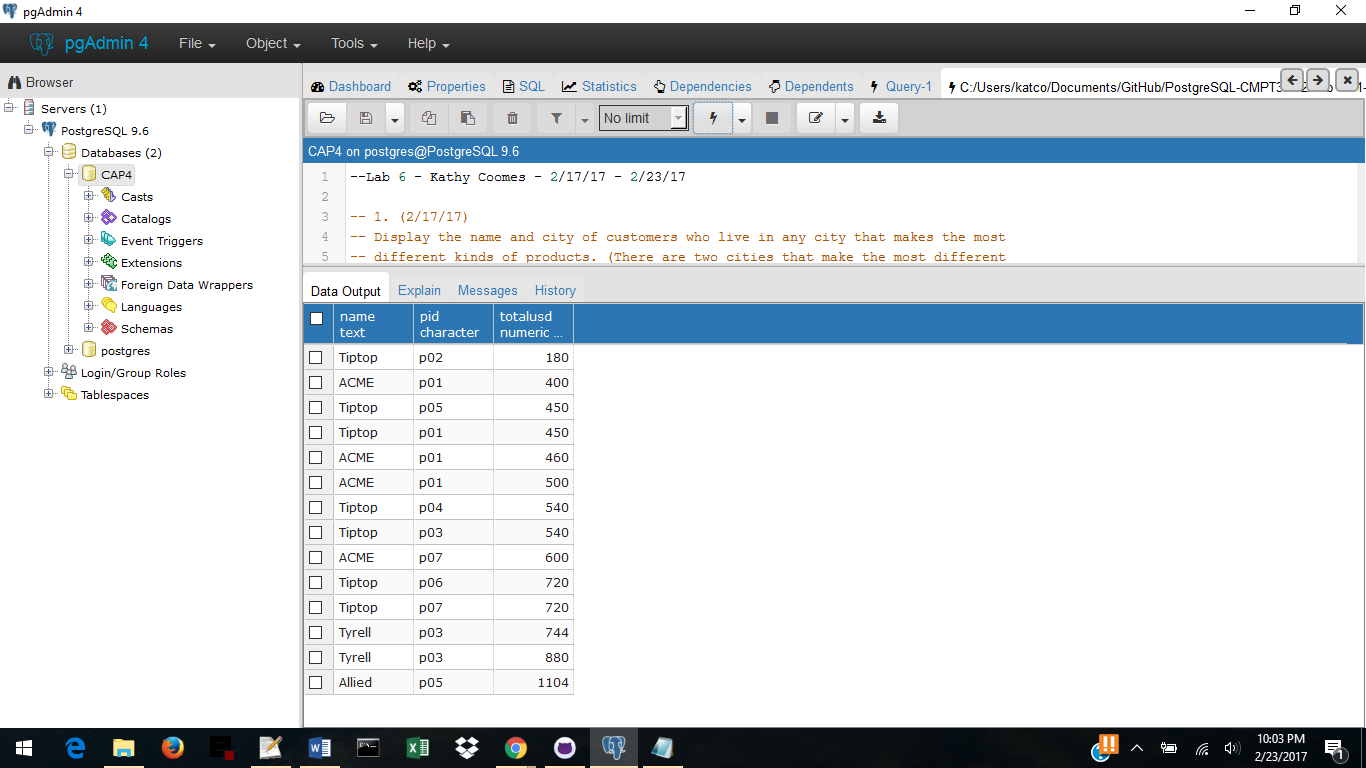 pgAdmin 4
pgAdmin 4 File Object Tools Help
Browser
Servers (1)
PostgreSQL 9.6
Databases (2)
CAP4
Casts
Catalogs
Event Triggers
Extensions
Foreign Data Wrappers
Languages
Schemas
postgres
Login/Group Roles
Tablespaces
Dashboard Properties SQL Statistics Dependencies Dependents Query-1 C:/Users/katco/Documents/GitHub/PostgreSQL-CMPT3
No limit
CAP4 on postgres@PostgreSQL 9.6
1 --Lab 6 - Kathy Coomes - 2/17/17 - 2/23/17
2
3 -- 1. (2/17/17)
4 -- Display the name and city of customers who live in any city that makes the most
5 -- different kinds of products. (There are two cities that make the most different
Data Output Explain Messages History
name pid totalusd
text character numeric ...
Tiptop p02 180
ACME p01 400
Tiptop p05 450
Tiptop p01 450
ACME p01 460
ACME p01 500
Tiptop p04 540
Tiptop p03 540
ACME p07 600
Tiptop p06 720
Tiptop p07 720
Tyrell p03 744
Tyrell p03 880
Allied p05 1104
10:03 PM
2/23/2017
1